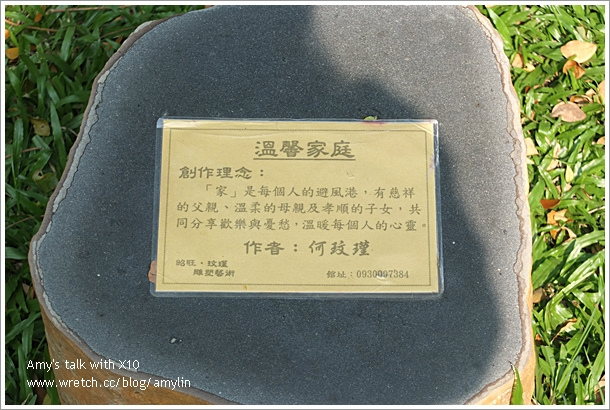 溫馨家庭
創作理念：
「家」是每個人的避風港，有慈祥
的父親、溫柔的母親及孝順的子女，共
同分享歡樂與憂愁，溫暖每個人的心靈。
作者：何玟瑾
昭旺・玟瑾
雕塑藝術
館址：0930097384
Amy's talk with X10
www.wretch.cc/blog/amylin